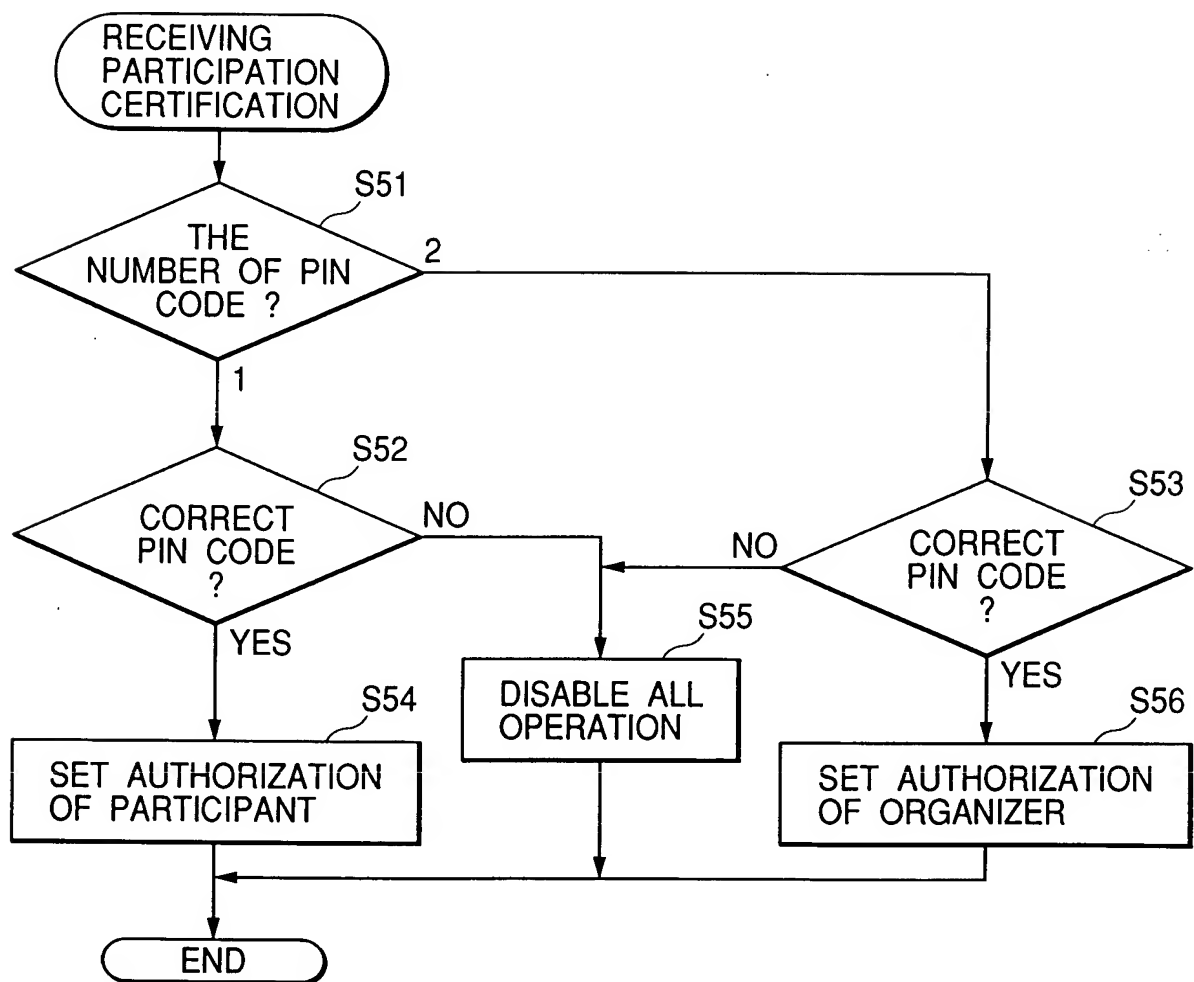 RECEIVING
PARTICIPATION
CERTIFICATION
S51
THE
NUMBER OF PIN
CODE ?
2
1
S52
CORRECT
PIN CODE
?
NO
YES
S53
CORRECT
PIN CODE
?
NO
YES
S54
SET AUTHORIZATION
OF PARTICIPANT
S55
DISABLE ALL
OPERATION
S56
SET AUTHORIZATION
OF ORGANIZER
END